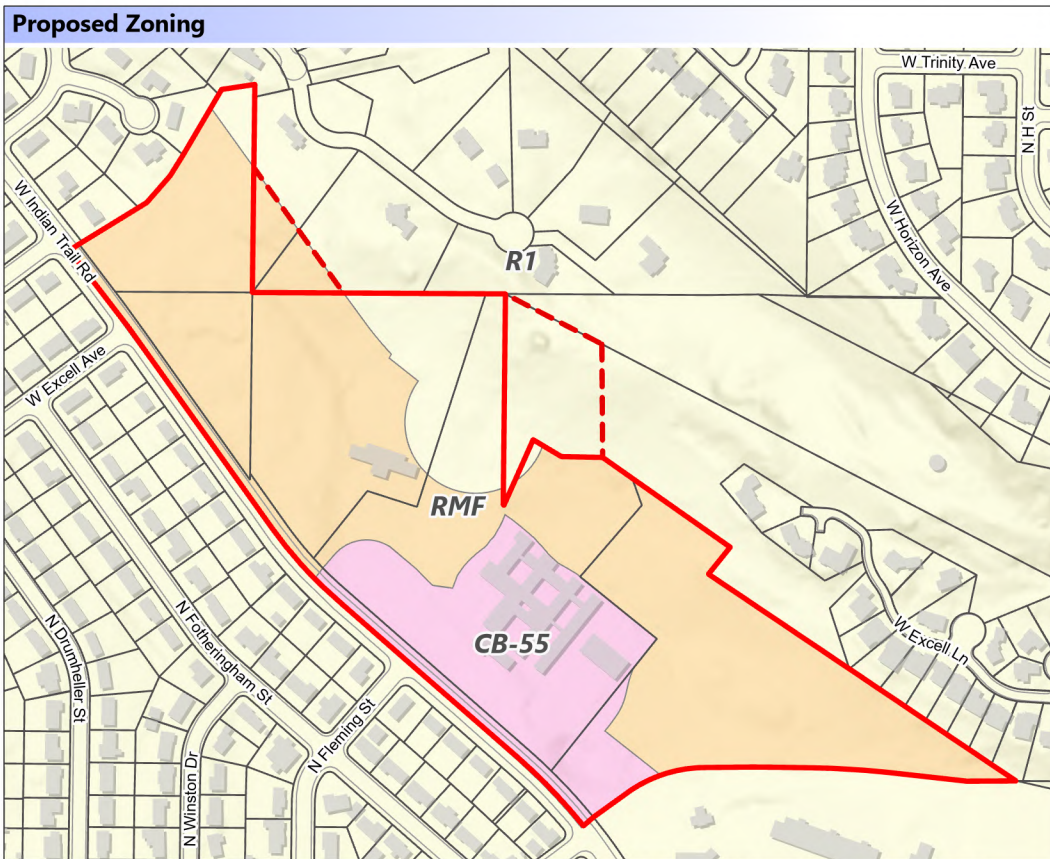 Proposed Zoning
W Trinity Ave
N H St
W Indian Trail Rd
W Horizon Ave
R1
W Excell Ave
RMF
N Drumheller St
N Fotheringham St
CB-55
W Excell Ln
N Fleming St
N Winston Dr